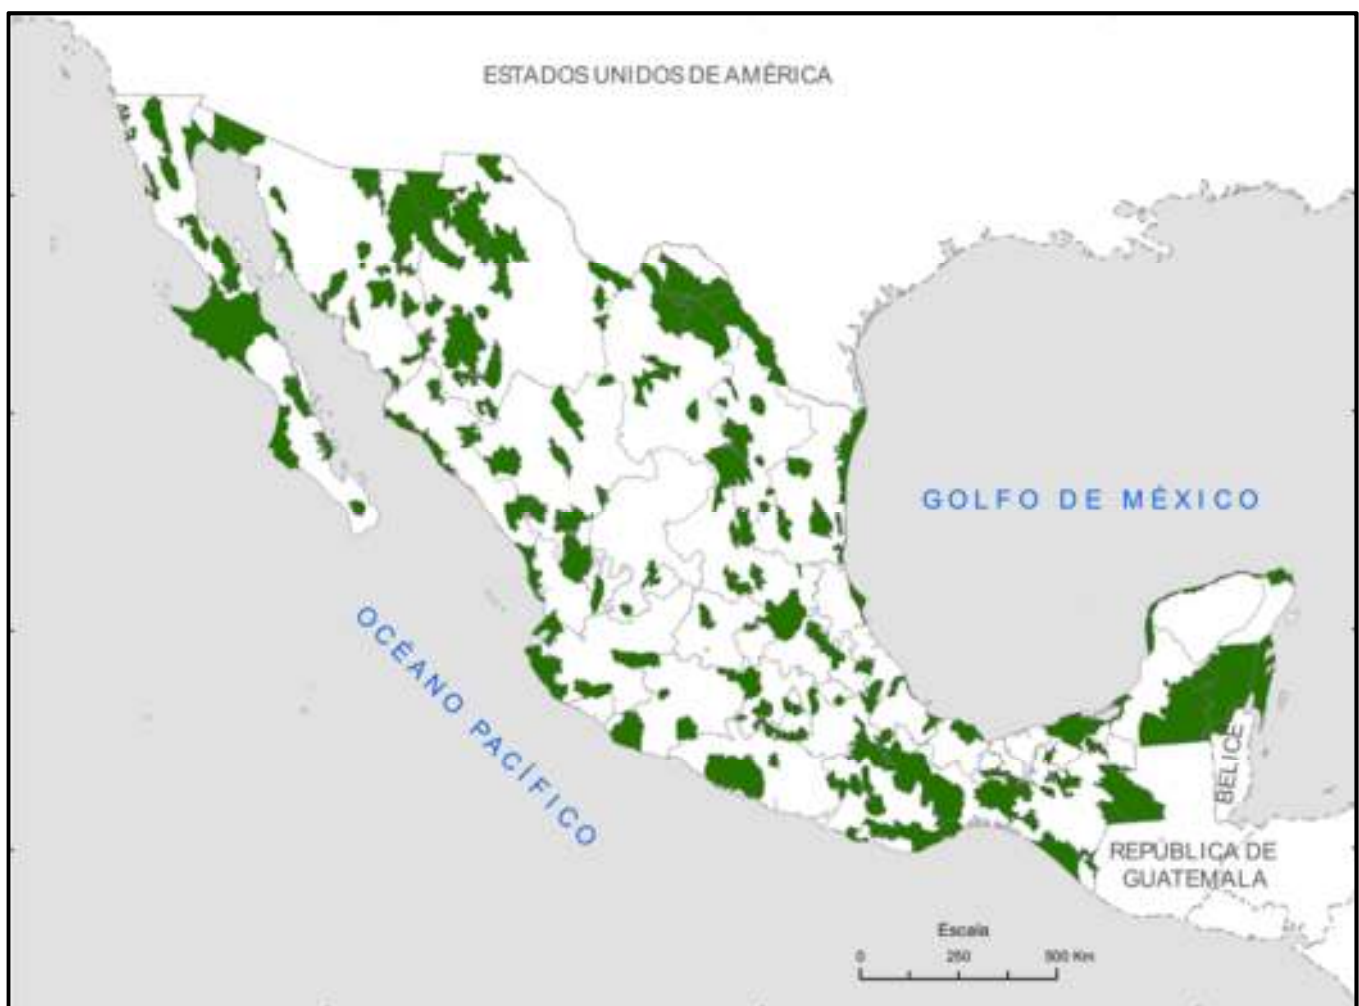 ESTADOS UNIDOS DE AMÉRICA
GOLFO DE MÉXICO
OCÉANO PACÍFICO
BELICE
REPÚBLICA DE
GUATEMALA
Escala
0 250 500 Km